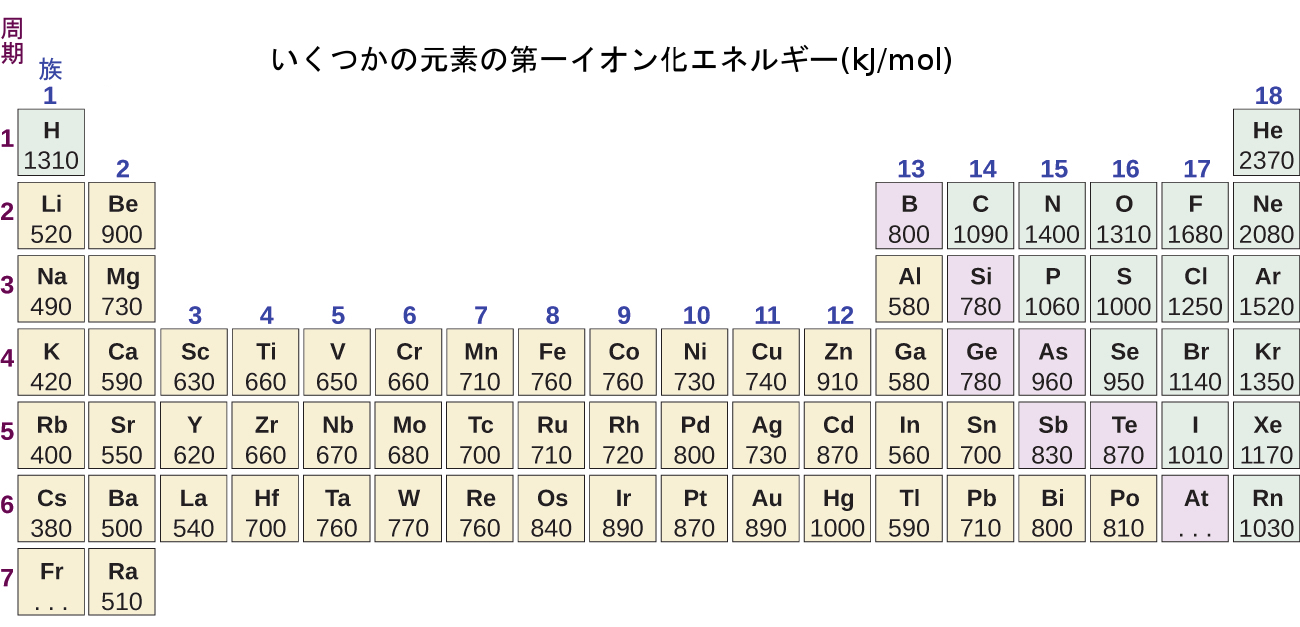 周期
族
いくつかの元素の第一イオン化エネルギー(kJ/mol)
1 18
1 H He
1310 2370
2 13 14 15 16 17
2 Li Be B C N O F Ne
520 900 800 1090 1400 1310 1680 2080
3 Na Mg Al Si P S Cl Ar
490 730 580 780 1060 1000 1250 1520
3 4 5 6 7 8 9 10 11 12
4 K Ca Sc Ti V Cr Mn Fe Co Ni Cu Zn Ga Ge As Se Br Kr
420 590 630 660 650 660 710 760 760 730 740 910 580 780 960 950 1140 1350
5 Rb Sr Y Zr Nb Mo Tc Ru Rh Pd Ag Cd In Sn Sb Te I Xe
400 550 620 660 670 680 700 710 720 800 730 870 560 700 830 870 1010 1170
6 Cs Ba La Hf Ta W Re Os Ir Pt Au Hg Tl Pb Bi Po At Rn
380 500 540 700 760 770 760 840 890 870 890 1000 590 710 800 810 . . . 1030
7 Fr Ra
. . . 510